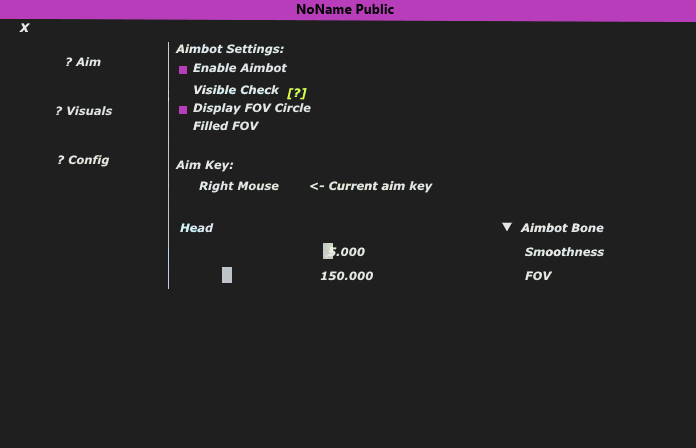 NoName Public
X
? Aim
? Visuals
? Config
Aimbot Settings:
Enable Aimbot
Visible Check [?]
Display FOV Circle
Filled FOV
Aim Key:
Right Mouse <- Current aim key
Head Aimbot Bone
5.000 Smoothness
150.000 FOV